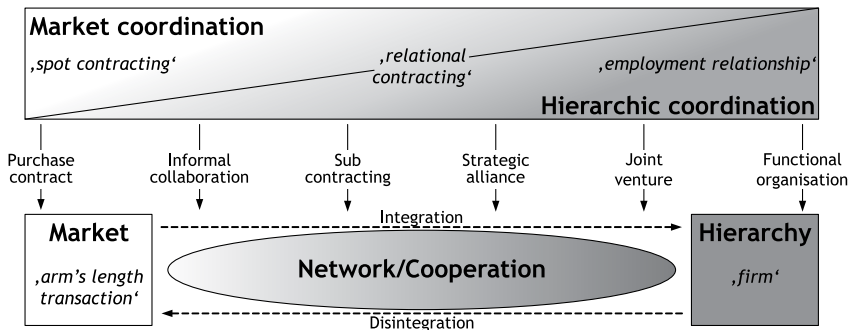 Market coordination
‚spot contracting‘
‚relational
contracting‘
‚employment relationship‘
Hierarchic coordination
Purchase
contract
Informal
collaboration
Sub
contracting
Strategic
alliance
Joint
venture
Functional
organisation
Integration
Market
‚arm's length
transaction‘
Network/Cooperation
Hierarchy
‚firm‘
Disintegration